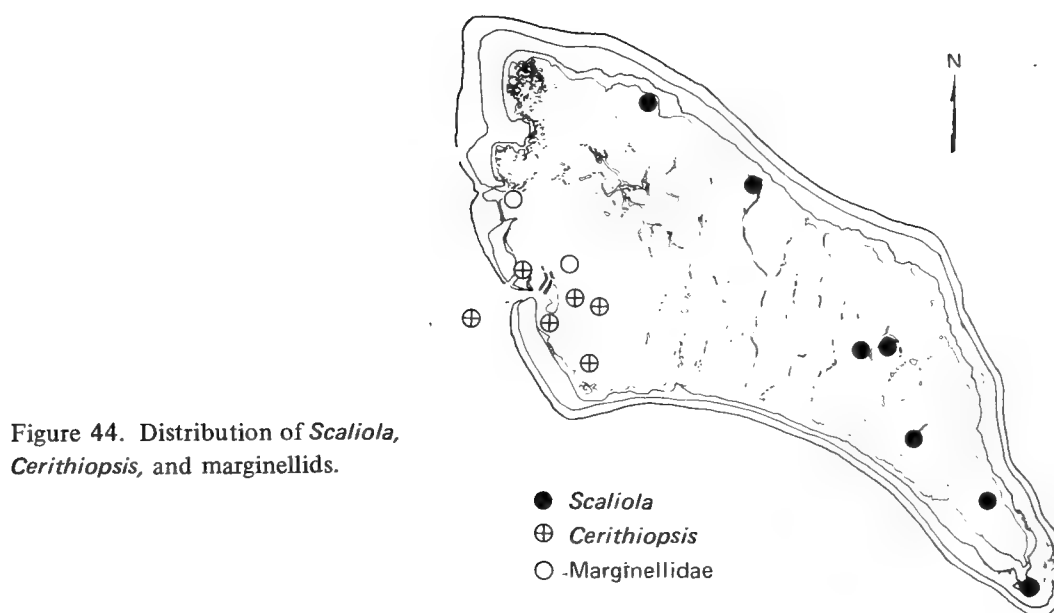 N
Figure 44. Distribution of Scaliola,
Cerithiopsis, and marginellids.
Scaliola
Cerithiopsis
Marginellidae